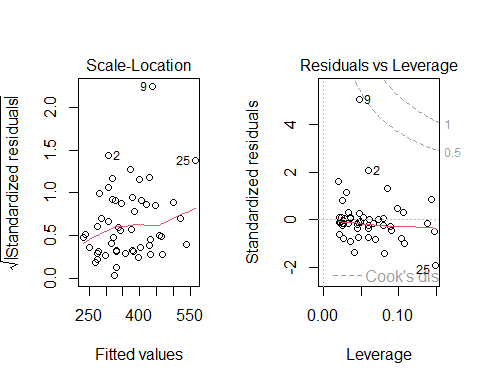 Scale-Location
√|Standardized residuals|
0.0 0.5 1.0 1.5 2.0
9
2
25
250 400 550
Fitted values
Residuals vs Leverage
Standardized residuals
-2 0 2 4
9
2
25
1
0.5
Cook's dis
0.00 0.10
Leverage